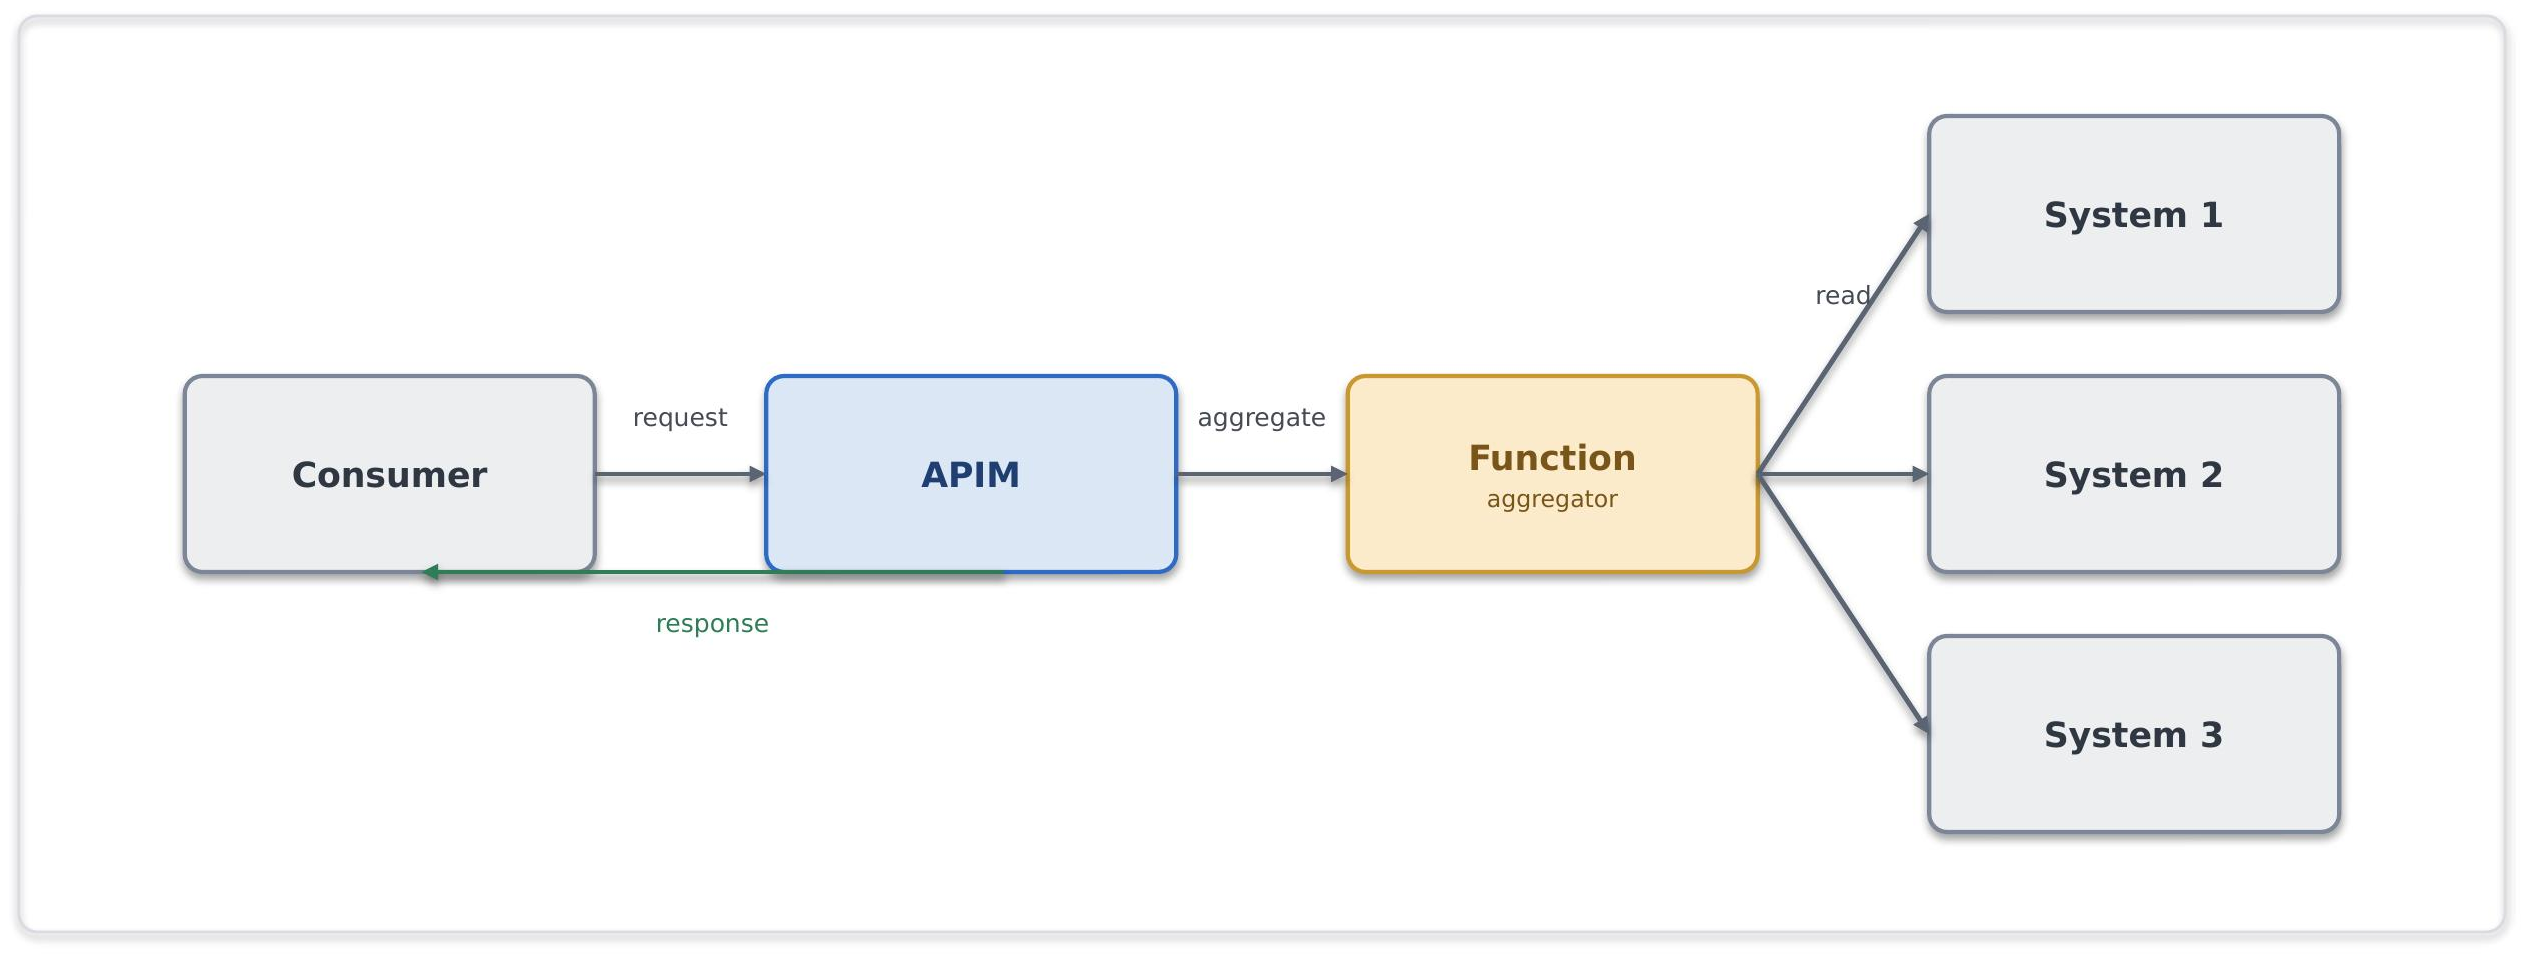 System 1
read
request
aggregate
Consumer
APIM
Function
aggregator
System 2
response
System 3